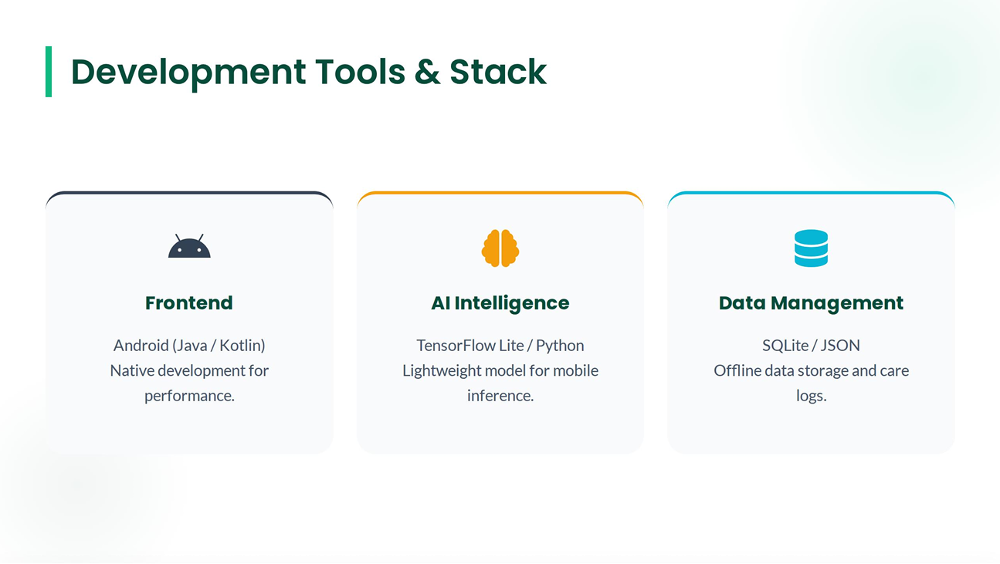 Development Tools & Stack
Frontend
Android (Java / Kotlin)
Native development for
performance.
AI Intelligence
TensorFlow Lite / Python
Lightweight model for mobile
inference.
Data Management
SQLite / JSON
Offline data storage and care
logs.